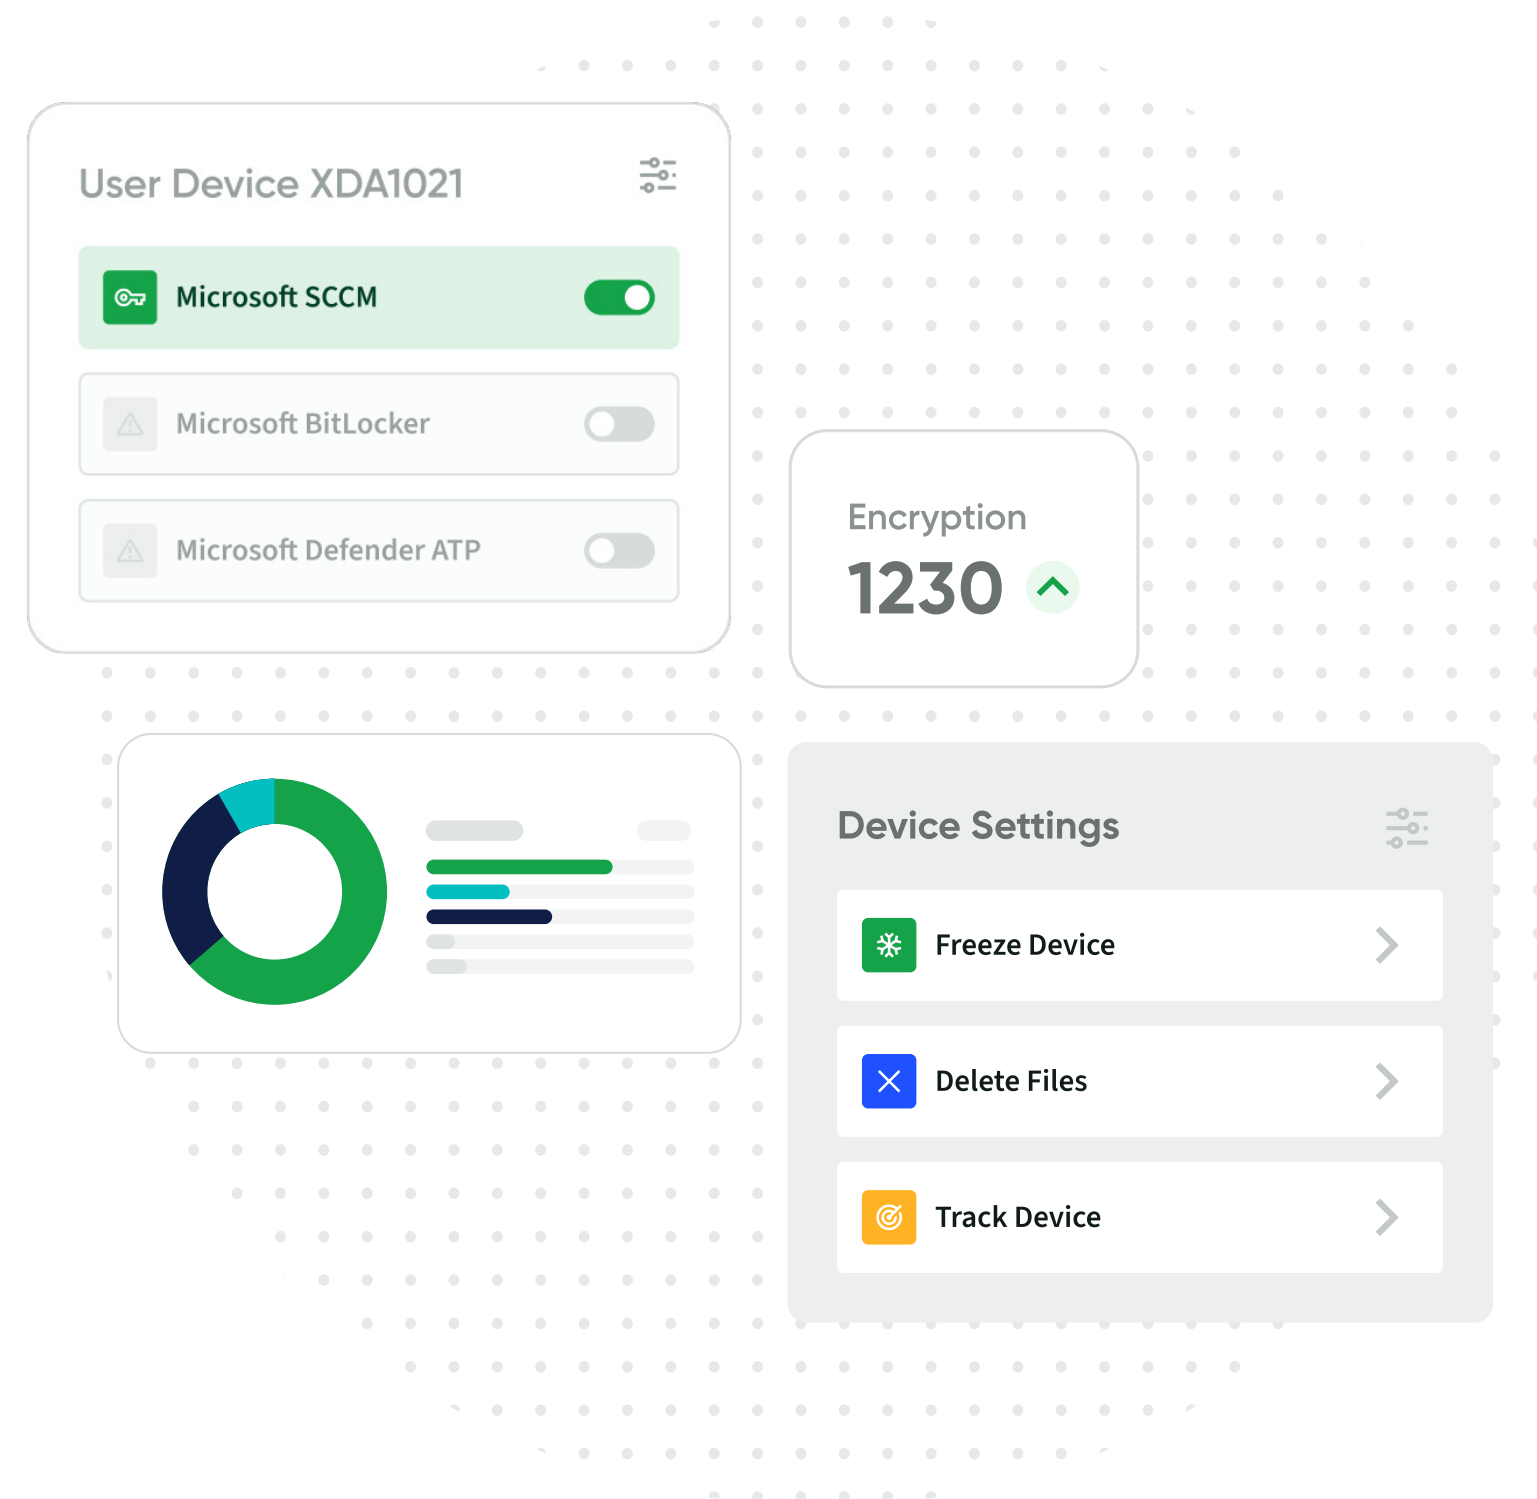 User Device XDA1021
Microsoft SCCM
Microsoft BitLocker
Microsoft Defender ATP
Encryption
1230
Device Settings
Freeze Device
Delete Files
Track Device